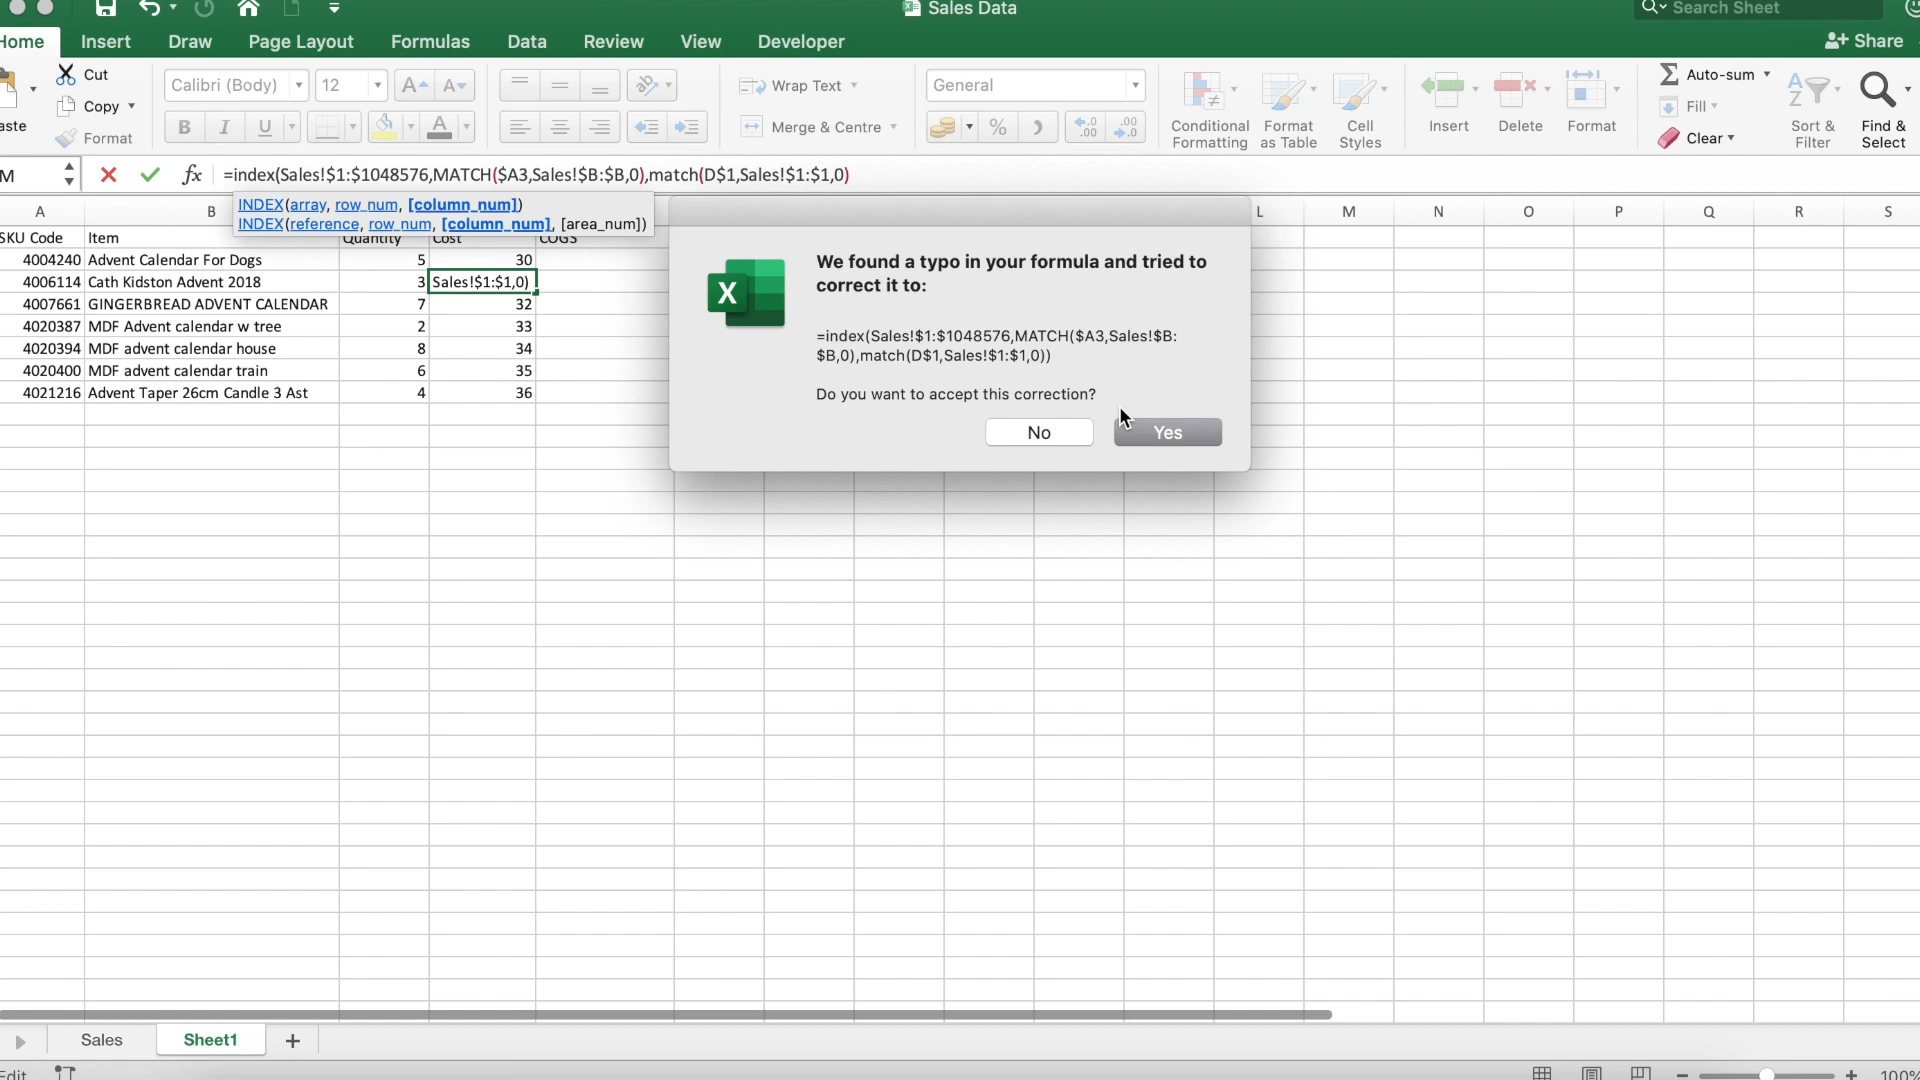 Sales Data
Search Sheet
Home Insert Draw Page Layout Formulas Data Review View Developer
Share
Cut
Copy
Format
Calibri (Body) 12
Wrap Text
Merge & Centre
General
Conditional Formatting
Format as Table
Cell Styles
Insert Delete Format
Auto-sum
Fill
Clear
Sort & Filter
Find & Select
=index(Sales!$1:$1048576,MATCH($A3,Sales!$B:$B,0),match(D$1,Sales!$1:$1,0)
INDEX(array, row_num, [column_num])
INDEX(reference, row_num, [column_num], [area_num])
A B L M N O P Q R S
SKU Code Item Quantity Cost COGS
4004240 Advent Calendar For Dogs 5 30
4006114 Cath Kidston Advent 2018 3 Sales!$1:$1,0)
4007661 GINGERBREAD ADVENT CALENDAR 7 32
4020387 MDF Advent calendar w tree 2 33
4020394 MDF advent calendar house 8 34
4020400 MDF advent calendar train 6 35
4021216 Advent Taper 26cm Candle 3 Ast 4 36
We found a typo in your formula and tried to
correct it to:
=index(Sales!$1:$1048576,MATCH($A3,Sales!$B:
$B,0),match(D$1,Sales!$1:$1,0))
Do you want to accept this correction?
No Yes
Sales Sheet1
100%